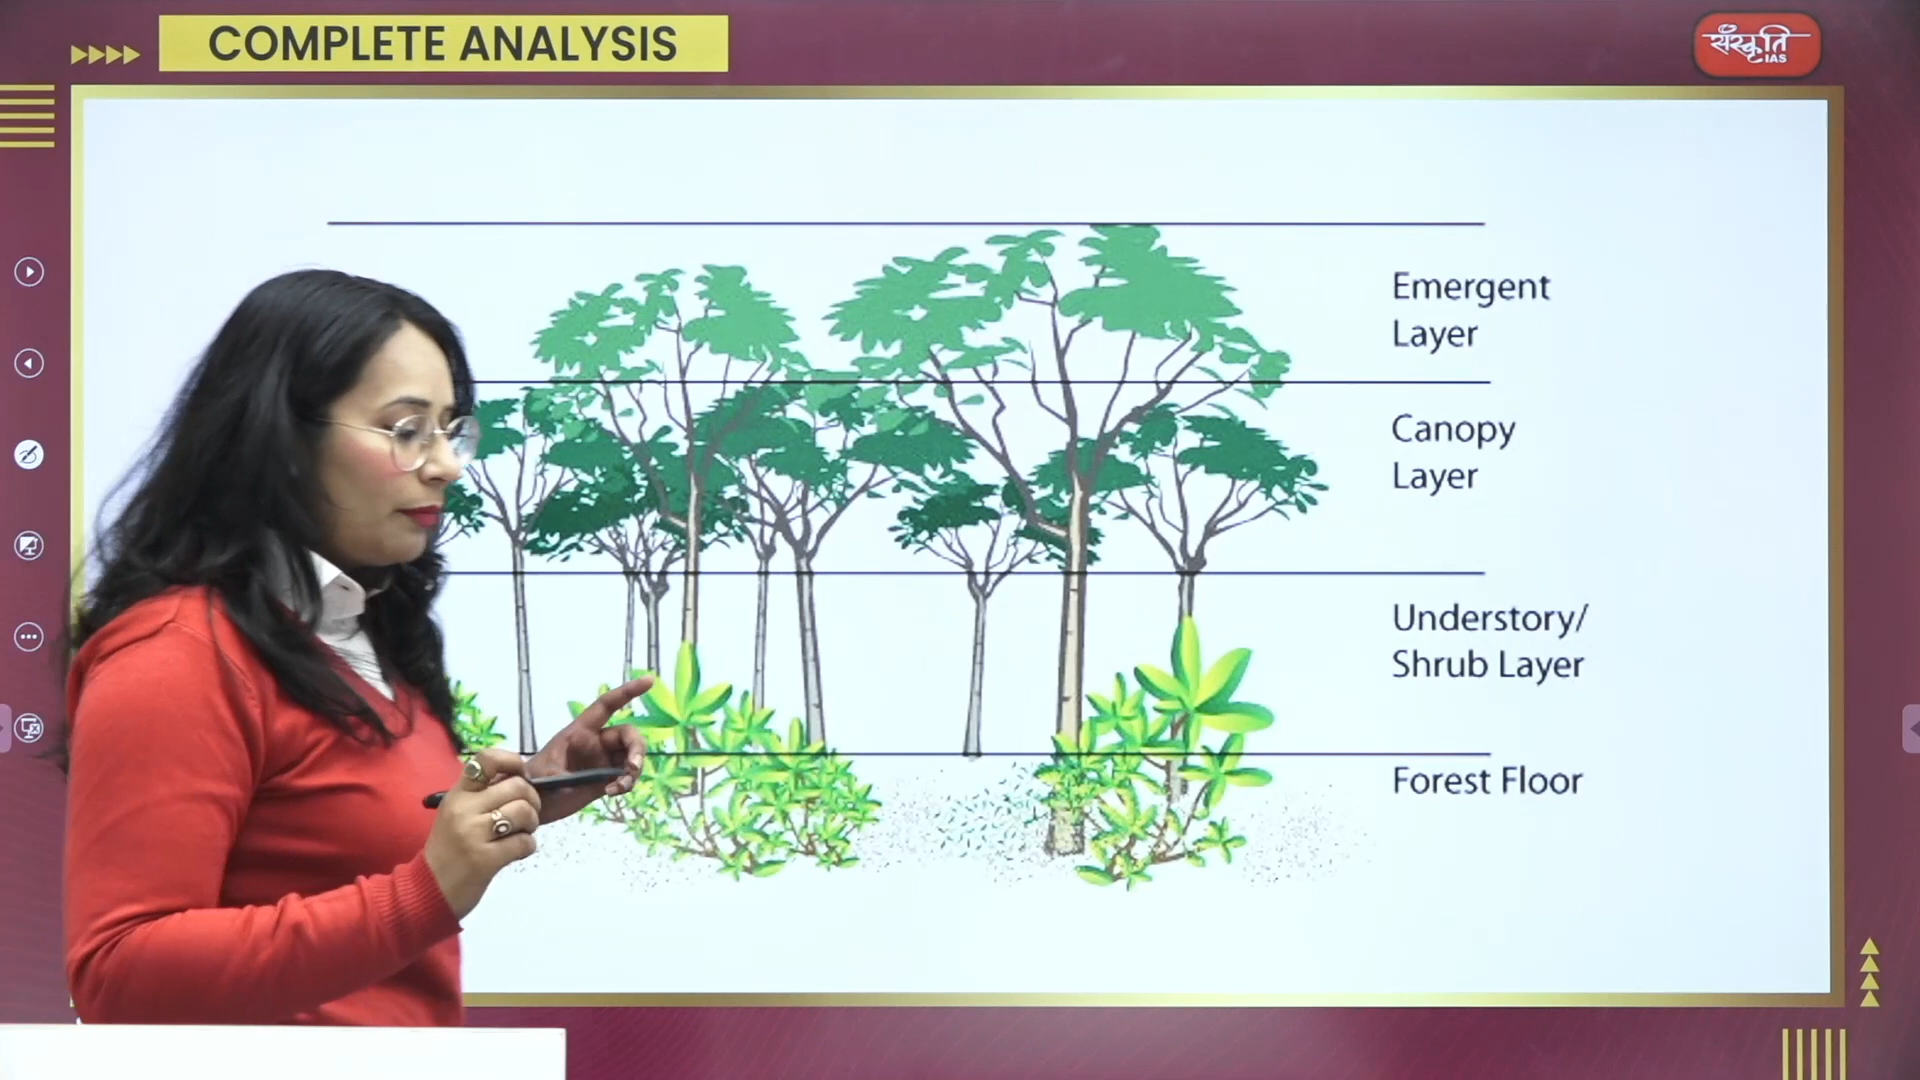 COMPLETE ANALYSIS
संस्कृति
IAS
Emergent
Layer
Canopy
Layer
Understory/
Shrub Layer
Forest Floor